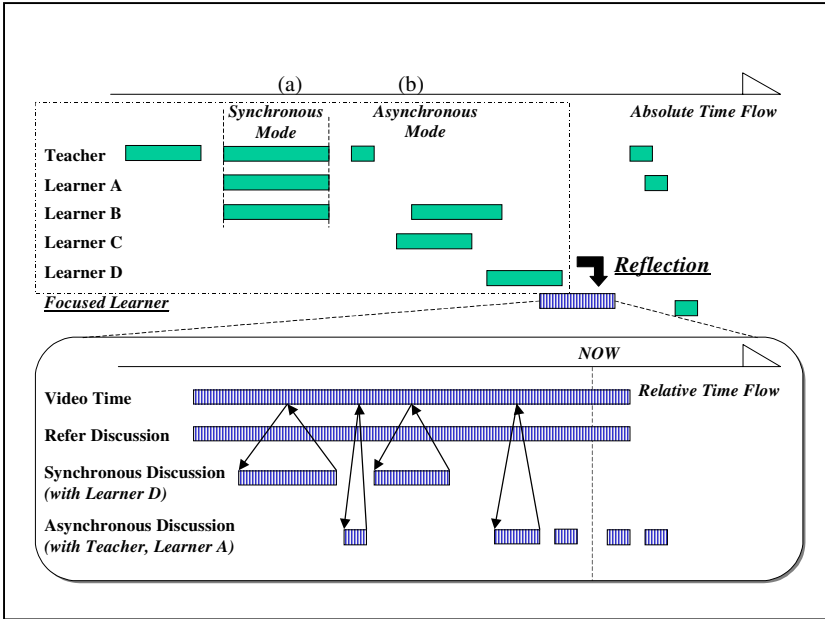 (a) (b)
Synchronous Asynchronous Absolute Time Flow
Mode Mode
Teacher
Learner A
Learner B
Learner C
Learner D
Reflection
Focused Learner
NOW
Video Time Relative Time Flow
Refer Discussion
Synchronous Discussion
(with Learner D)
Asynchronous Discussion
(with Teacher, Learner A)